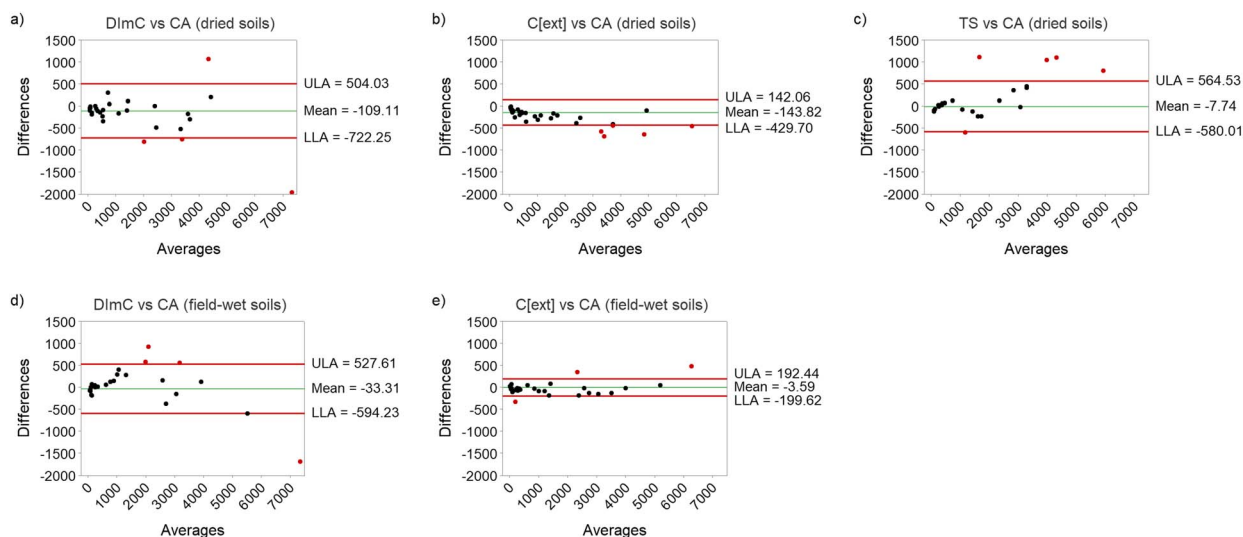 a) DImC vs CA (dried soils)
1500
1000
500
0
-500
-1000
-1500
-2000
Differences
0
1000
2000
3000
4000
5000
6000
7000
Averages
ULA = 504.03
Mean = -109.11
LLA = -722.25
b) C[ext] vs CA (dried soils)
1500
1000
500
0
-500
-1000
-1500
-2000
Differences
0
1000
2000
3000
4000
5000
6000
7000
Averages
ULA = 142.06
Mean = -143.82
LLA = -429.70
c) TS vs CA (dried soils)
1500
1000
500
0
-500
-1000
-1500
-2000
Differences
0
1000
2000
3000
4000
5000
6000
7000
Averages
ULA = 564.53
Mean = -7.74
LLA = -580.01
d) DImC vs CA (field-wet soils)
1500
1000
500
0
-500
-1000
-1500
-2000
Differences
0
1000
2000
3000
4000
5000
6000
7000
Averages
ULA = 527.61
Mean = -33.31
LLA = -594.23
e) C[ext] vs CA (field-wet soils)
1500
1000
500
0
-500
-1000
-1500
-2000
Differences
0
1000
2000
3000
4000
5000
6000
7000
Averages
ULA = 192.44
Mean = -3.59
LLA = -199.62